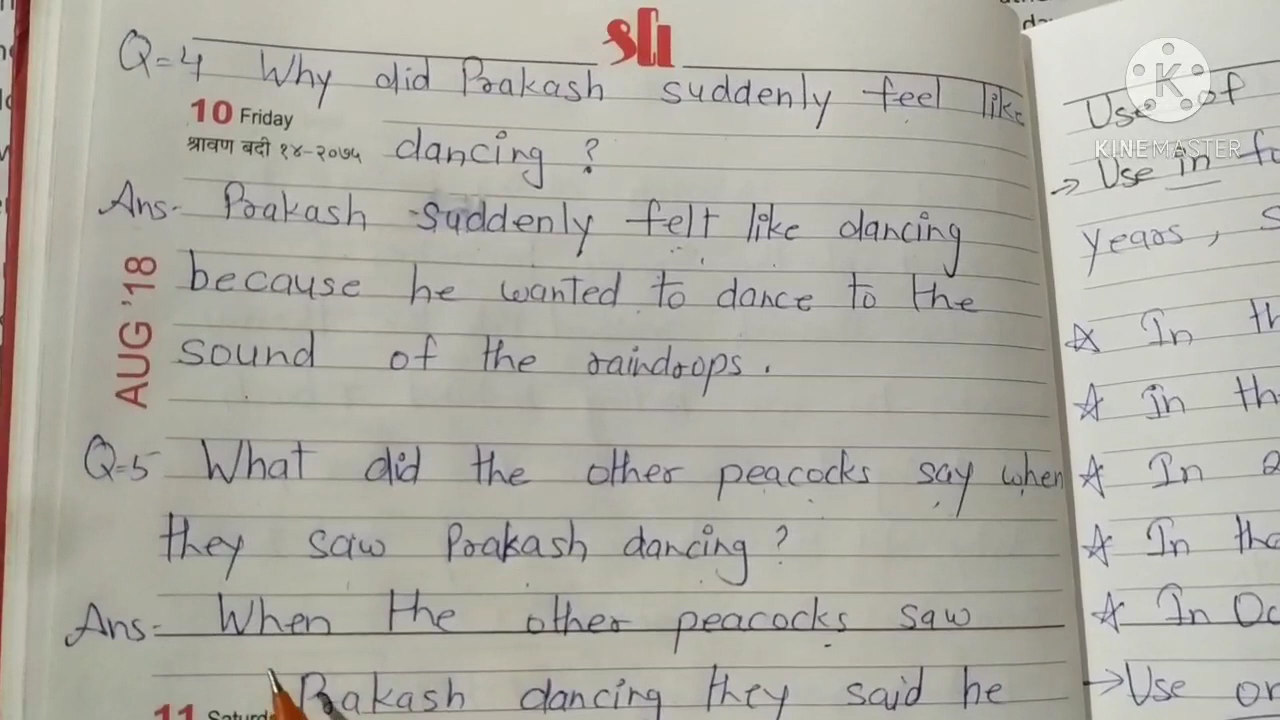 SCI
Q=4 Why did Prakash suddenly feel like
10 Friday
श्रावण बदी १४-२०७५
dancing ?
Ans- Prakash suddenly felt like dancing
because he wanted to dance to the
sound of the raindrops.
AUG '18
Q=5 What did the other peacocks say when
they saw Prakash dancing ?
Ans- When the other peacocks saw
Prakash dancing they said he
11
Use of
→ Use in
years,
☆ In
☆ in
☆ In
☆ In
☆ In
→ Use
K
KINEMASTER